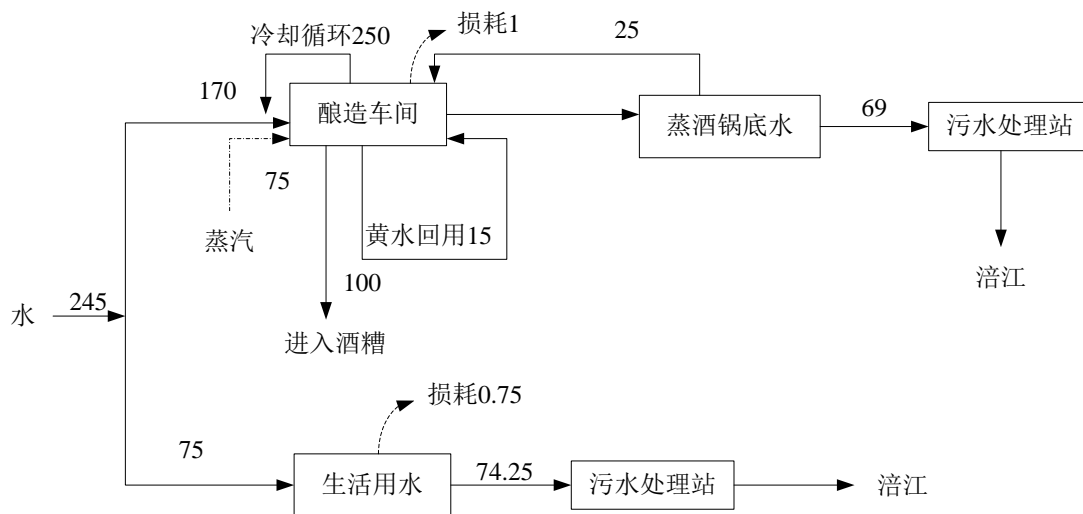 冷却循环250
损耗1
25
170
酿造车间
蒸酒锅底水
69
污水处理站
75
蒸汽
黄水回用15
涪江
100
水
245
进入酒糟
损耗0.75
75
生活用水
74.25
污水处理站
涪江